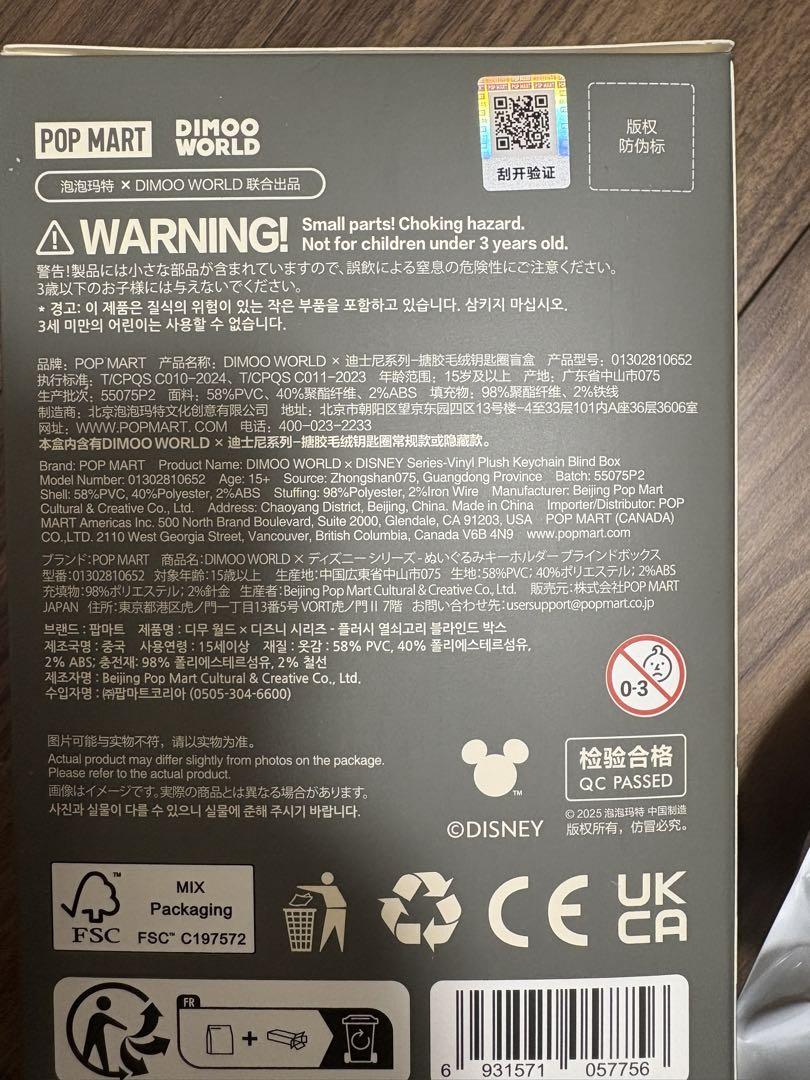 POP MART DIMOO WORLD
泡泡玛特 × DIMOO WORLD 联合出品
刮开验证
版权
防伪标
WARNING! Small parts! Choking hazard.
Not for children under 3 years old.
警告!製品には小さな部品が含まれていますので、誤飲による窒息の危険性にご注意ください。
3歳以下のお子様には与えないでください。
* 경고: 이 제품은 질식의 위험이 있는 작은 부품을 포함하고 있습니다. 삼키지 마십시오.
3세 미만의 어린이는 사용할 수 없습니다.
品牌：POP MART 产品名称：DIMOO WORLD × 迪士尼系列-搪胶毛绒钥匙圈盲盒 产品型号：01302810652
执行标准：T/CPQS C010-2024、T/CPQS C011-2023 年龄范围：15岁及以上 产地：广东省中山市075
生产批次：55075P2 面料：58%PVC、40%聚酯纤维、2%ABS 填充物：98%聚酯纤维、2%铁线
制造商：北京泡泡玛特文化创意有限公司 地址：北京市朝阳区望京东园四区13号楼-4至33层101内A座36层3606室
网址：WWW.POPMART.COM 电话：400-023-2233
本盒内含有DIMOO WORLD × 迪士尼系列-搪胶毛绒钥匙圈常规款或隐藏款。
Brand: POP MART Product Name: DIMOO WORLD × DISNEY Series-Vinyl Plush Keychain Blind Box
Model Number: 01302810652 Age: 15+ Source: Zhongshan075, Guangdong Province Batch: 55075P2
Shell: 58%PVC, 40%Polyester, 2%ABS Stuffing: 98%Polyester, 2%Iron Wire Manufacturer: Beijing Pop Mart
Cultural & Creative Co., Ltd. Address: Chaoyang District, Beijing, China. Made in China Importer/Distributor: POP
MART Americas Inc. 500 North Brand Boulevard, Suite 2000, Glendale, CA 91203, USA POP MART (CANADA)
CO.,LTD. 2110 West Georgia Street, Vancouver, British Columbia, Canada V6B 4N9 www.popmart.com
ブランド：POP MART 商品名：DIMOO WORLD × ディズニー シリーズ - ぬいぐるみキーホルダー ブラインドボックス
型番：01302810652 対象年齢：15歳以上 生産地：中国広東省中山市075 生地：58%PVC; 40%ポリエステル; 2%ABS
充填物：98%ポリエステル; 2%針金 生産者：Beijing Pop Mart Cultural & Creative Co., Ltd. 販売元：株式会社POP MART
JAPAN 住所：東京都港区虎ノ門一丁目13番5号 VORT虎ノ門 II 7階 お問い合わせ先：usersupport@popmart.co.jp
브랜드 : 팝마트 제품명 : 디무 월드 × 디즈니 시리즈 - 플러시 열쇠고리 블라인드 박스
제조국명 : 중국 사용연령 : 15세이상 재질 : 옷감 : 58% PVC, 40% 폴리에스테르섬유,
2% ABS; 충전재: 98% 폴리에스테르섬유, 2% 철선
제조자명 : Beijing Pop Mart Cultural & Creative Co., Ltd.
수입자명 : ㈜팝마트코리아 (0505-304-6600)
0-3
图片可能与实物不符，请以实物为准。
Actual product may differ slightly from photos on the package.
Please refer to the actual product.
画像はイメージです。実際の商品とは異なる場合があります。
사진과 실물이 다를 수 있으니 실물에 준해 주시기 바랍니다.
TM
©DISNEY
检验合格
QC PASSED
© 2025 泡泡玛特 中国制造
版权所有，仿冒必究。
FSC
MIX
Packaging
FSC™ C197572
CE
UK
CA
FR
6 931571 057756